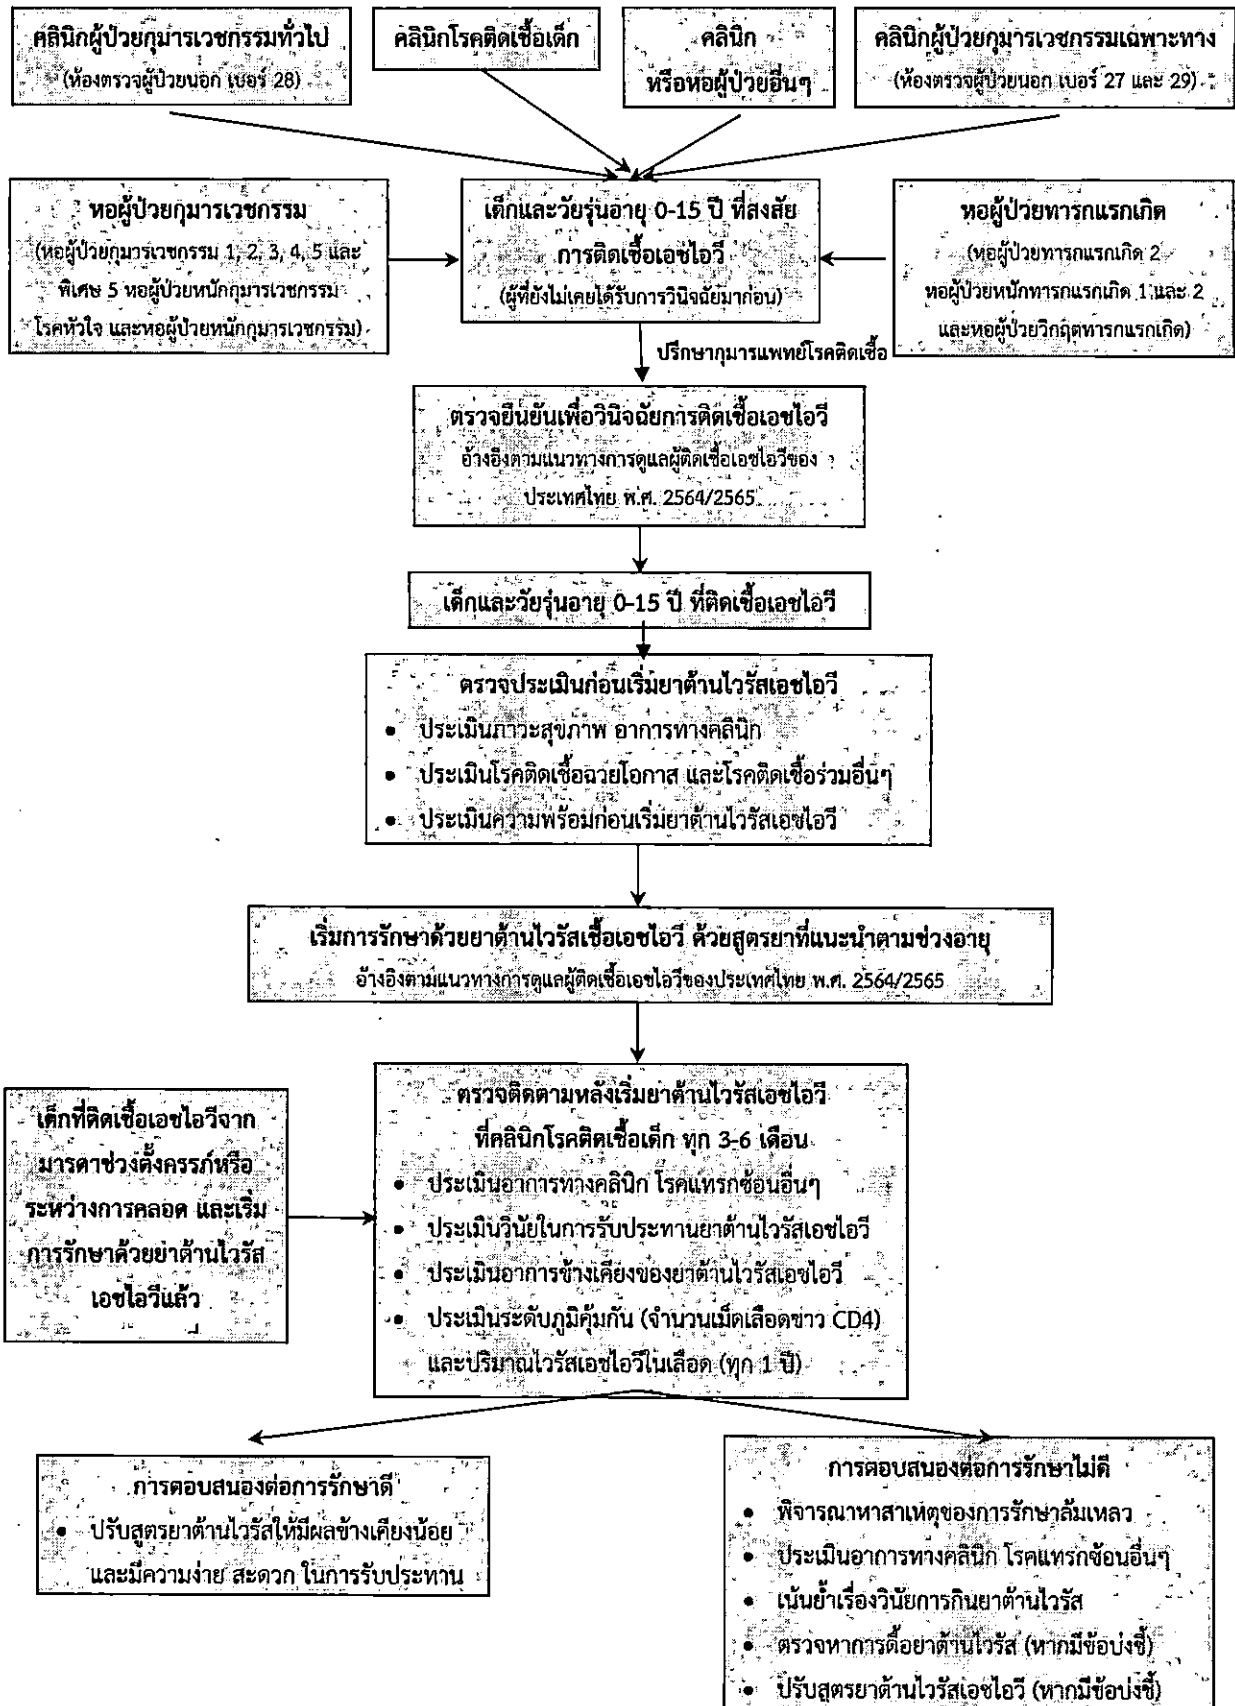 คลินิกผู้ป่วยกุมารเวชกรรมทั่วไป
(ห้องตรวจผู้ป่วยนอก เบอร์ 28)
คลินิกโรคติดเชื้อเด็ก
คลินิก
หรือหอผู้ป่วยอื่นๆ
คลินิกผู้ป่วยกุมารเวชกรรมเฉพาะทาง
(ห้องตรวจผู้ป่วยนอก เบอร์ 27 และ 29)
หอผู้ป่วยกุมารเวชกรรม
(หอผู้ป่วยกุมารเวชกรรม 1, 2, 3, 4, 5 และ
พิเศษ 5 หอผู้ป่วยหนักกุมารเวชกรรม
โรคหัวใจ และหอผู้ป่วยหนักกุมารเวชกรรม)
เด็กและวัยรุ่นอายุ 0-15 ปี ที่สงสัย
การติดเชื้อเอชไอวี
(ผู้ที่ยังไม่เคยได้รับการวินิจฉัยมาก่อน)
หอผู้ป่วยทารกแรกเกิด
(หอผู้ป่วยทารกแรกเกิด 2
หอผู้ป่วยหนักทารกแรกเกิด 1 และ 2
และหอผู้ป่วยวิกฤตทารกแรกเกิด)
ปรึกษากุมารแพทย์โรคติดเชื้อ
ตรวจยืนยันเพื่อวินิจฉัยการติดเชื้อเอชไอวี
อ้างอิงตามแนวทางการดูแลผู้ติดเชื้อเอชไอวีของ
ประเทศไทย พ.ศ. 2564/2565
เด็กและวัยรุ่นอายุ 0-15 ปี ที่ติดเชื้อเอชไอวี
ตรวจประเมินก่อนเริ่มยาต้านไวรัสเอชไอวี
• ประเมินภาวะสุขภาพ อาการทางคลินิก
• ประเมินโรคติดเชื้อฉวยโอกาส และโรคติดเชื้อร่วมอื่นๆ
• ประเมินความพร้อมก่อนเริ่มยาต้านไวรัสเอชไอวี
เริ่มการรักษาด้วยยาต้านไวรัสเชื้อเอชไอวี ด้วยสูตรยาที่แนะนำตามช่วงอายุ
อ้างอิงตามแนวทางการดูแลผู้ติดเชื้อเอชไอวีของประเทศไทย พ.ศ. 2564/2565
เด็กที่ติดเชื้อเอชไอวีจาก
มารดาช่วงตั้งครรภ์หรือ
ระหว่างการคลอด และเริ่ม
การรักษาด้วยยาต้านไวรัส
เอชไอวีแล้ว
ตรวจติดตามหลังเริ่มยาต้านไวรัสเอชไอวี
ที่คลินิกโรคติดเชื้อเด็ก ทุก 3-6 เดือน
• ประเมินอาการทางคลินิก โรคแทรกซ้อนอื่นๆ
• ประเมินวินัยในการรับประทานยาต้านไวรัสเอชไอวี
• ประเมินอาการข้างเคียงของยาต้านไวรัสเอชไอวี
• ประเมินระดับภูมิคุ้มกัน (จำนวนเม็ดเลือดขาว CD4)
และปริมาณไวรัสเอชไอวีในเลือด (ทุก 1 ปี)
การตอบสนองต่อการรักษาดี
• ปรับสูตรยาต้านไวรัสให้มีผลข้างเคียงน้อย
และมีความง่าย สะดวก ในการรับประทาน
การตอบสนองต่อการรักษาไม่ดี
• พิจารณาหาสาเหตุของการรักษาล้มเหลว
• ประเมินอาการทางคลินิก โรคแทรกซ้อนอื่นๆ
• เน้นย้ำเรื่องวินัยการกินยาต้านไวรัส
• ตรวจหาการดื้อยาต้านไวรัส (หากมีข้อบ่งชี้)
• ปรับสูตรยาต้านไวรัสเอชไอวี (หากมีข้อบ่งชี้)